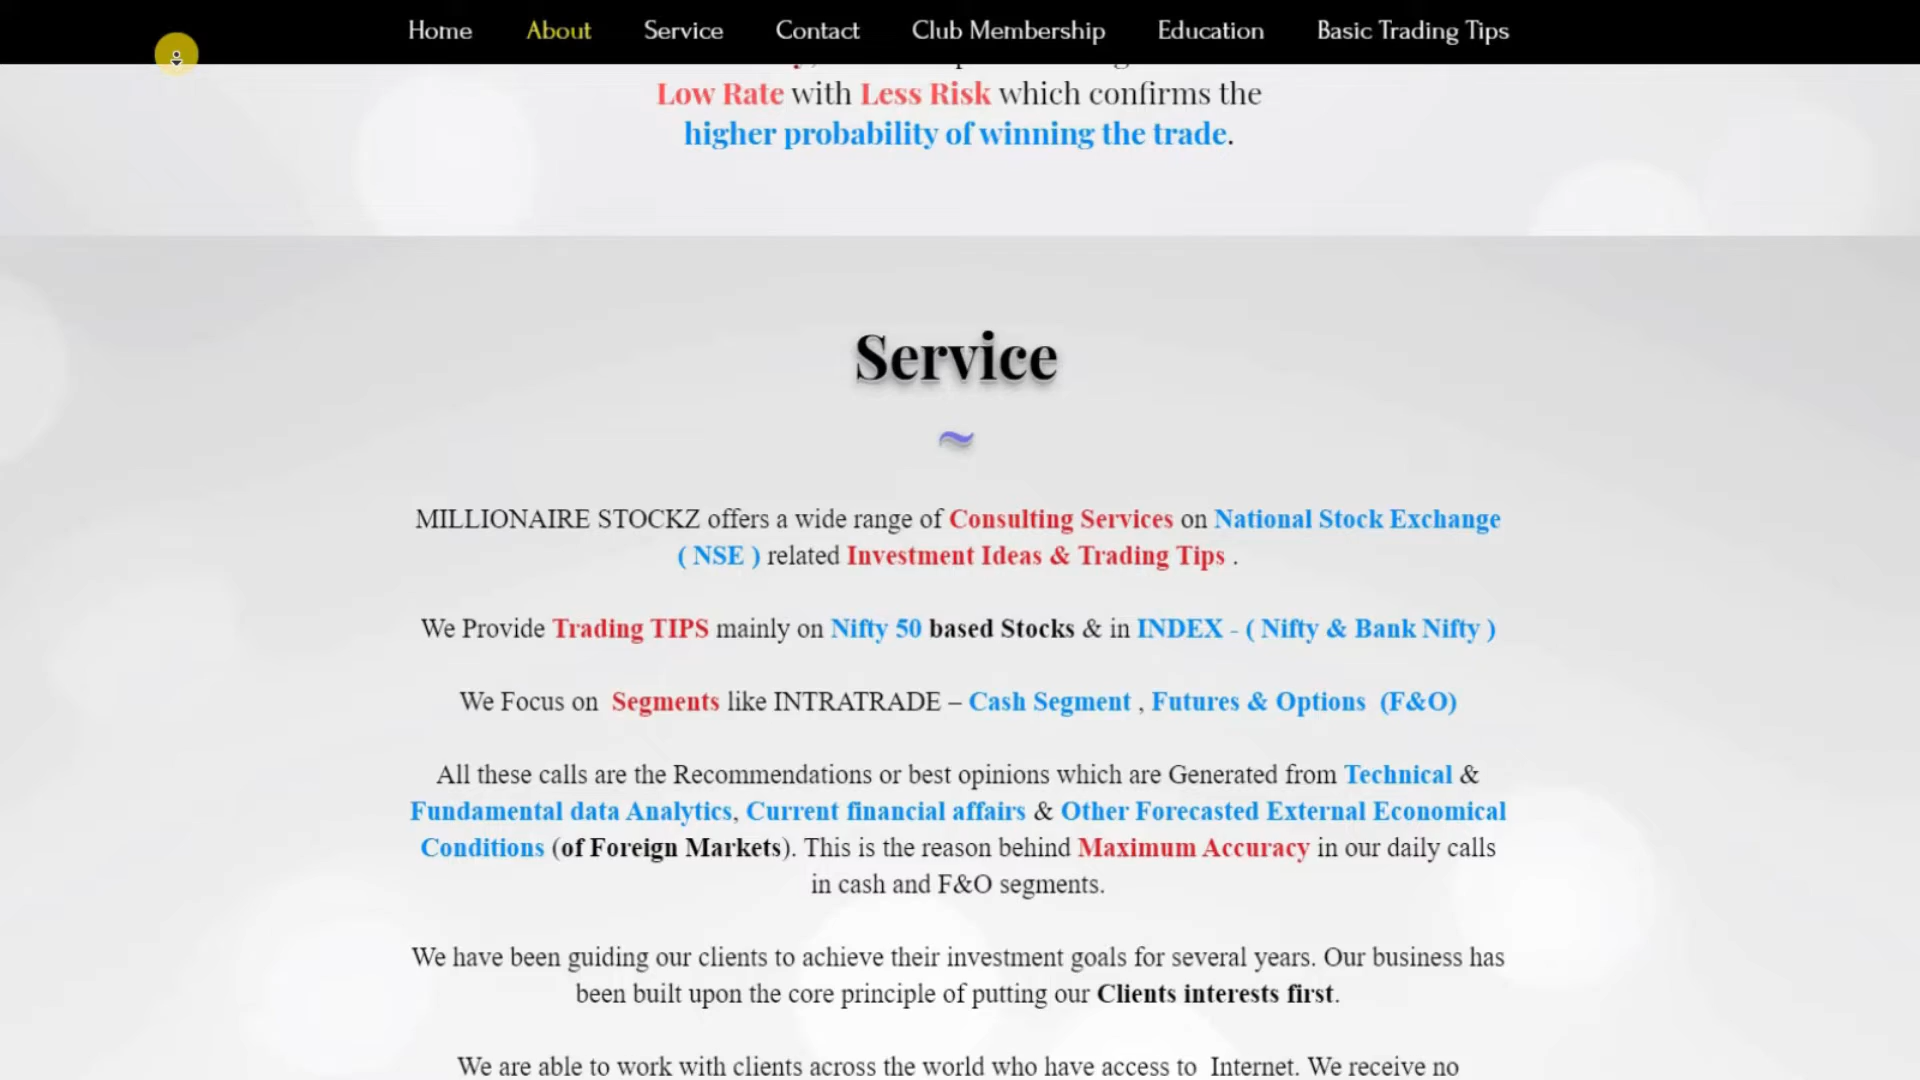 Home About Service Contact Club Membership Education Basic Trading Tips
Low Rate with Less Risk which confirms the
higher probability of winning the trade.
Service
~
MILLIONAIRE STOCKZ offers a wide range of Consulting Services on National Stock Exchange
( NSE ) related Investment Ideas & Trading Tips .
We Provide Trading TIPS mainly on Nifty 50 based Stocks & in INDEX - ( Nifty & Bank Nifty )
We Focus on Segments like INTRATRADE – Cash Segment , Futures & Options (F&O)
All these calls are the Recommendations or best opinions which are Generated from Technical &
Fundamental data Analytics, Current financial affairs & Other Forecasted External Economical
Conditions (of Foreign Markets). This is the reason behind Maximum Accuracy in our daily calls
in cash and F&O segments.
We have been guiding our clients to achieve their investment goals for several years. Our business has
been built upon the core principle of putting our Clients interests first.
We are able to work with clients across the world who have access to Internet. We receive no